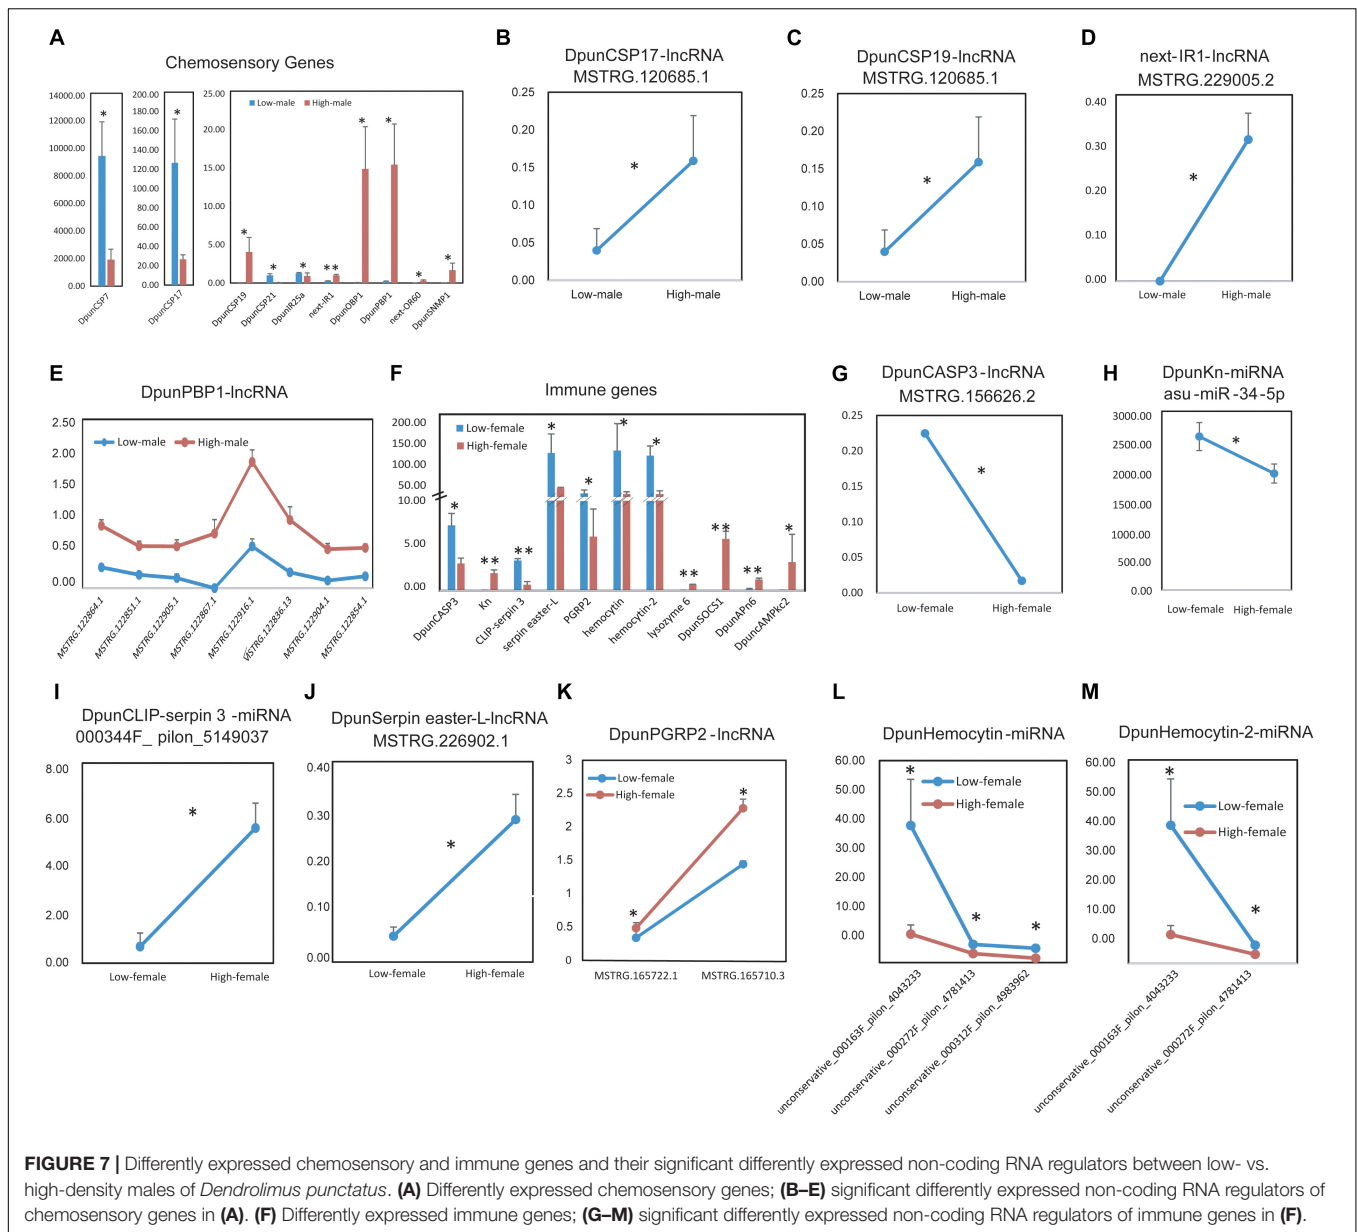 A
Chemosensory Genes
14000.00
12000.00
10000.00
8000.00
6000.00
4000.00
2000.00
0.00
*
DpunCSP7
200.00
180.00
160.00
140.00
120.00
100.00
80.00
60.00
40.00
20.00
0.00
*
DpunCSP17
25.00
20.00
15.00
10.00
5.00
0.00
Low-male High-male
* * * ** * * * *
DpunCSP19
DpunCSP21
DpunIR25a
next-IR1
DpunOBP1
DpunPBP1
next-OR60
DpunSNMP1
B
DpunCSP17-lncRNA
MSTRG.120685.1
0.25
0.20
0.15
0.10
0.05
0.00
*
Low-male High-male
C
DpunCSP19-lncRNA
MSTRG.120685.1
0.25
0.20
0.15
0.10
0.05
0.00
*
Low-male High-male
D
next-IR1-lncRNA
MSTRG.229005.2
0.40
0.30
0.20
0.10
0.00
*
Low-male High-male
E
DpunPBP1-lncRNA
2.50
2.00
1.50
1.00
0.50
0.00
Low-male High-male
MSTRG.122864.1
MSTRG.122851.1
MSTRG.122905.1
MSTRG.122867.1
MSTRG.122916.1
MSTRG.122836.13
MSTRG.122904.1
MSTRG.122854.1
F
Immune genes
200.00
150.00
100.00
50.00
10.00
5.00
0.00
Low-female
High-female
* ** ** * * * * ** ** ** *
DpunCASP3
Kn
CLIP-serpin 3
serpin easter-L
PGRP2
hemocytin
hemocytin-2
lysozyme 6
DpunSOCS1
DpunAPn6
DpunCAMPkc2
G
DpunCASP3-lncRNA
MSTRG.156626.2
0.25
0.20
0.15
0.10
0.05
0.00
*
Low-female High-female
H
DpunKn-miRNA
asu-miR-34-5p
3000.00
2500.00
2000.00
1500.00
1000.00
500.00
0.00
*
Low-female High-female
I
DpunCLIP-serpin 3 -miRNA
000344F_ pilon_5149037
8.00
6.00
4.00
2.00
0.00
*
Low-female High-female
J
DpunSerpin easter-L-lncRNA
MSTRG.226902.1
0.40
0.30
0.20
0.10
0.00
*
Low-female High-female
K
DpunPGRP2-lncRNA
3
2.5
2
1.5
1
0.5
0
Low-female
High-female
* *
MSTRG.165722.1 MSTRG.165710.3
L
DpunHemocytin-miRNA
60.00
50.00
40.00
30.00
20.00
10.00
0.00
Low-female
High-female
* * *
unconservative_000163F_pilon_4043233
unconservative_000272F_pilon_4781413
unconservative_000312F_pilon_4983962
M
DpunHemocytin-2-miRNA
60.00
50.00
40.00
30.00
20.00
10.00
0.00
Low-female
High-female
* *
unconservative_000163F_pilon_4043233
unconservative_000272F_pilon_4781413
FIGURE 7 | Differently expressed chemosensory and immune genes and their significant differently expressed non-coding RNA regulators between low- vs.
high-density males of Dendrolimus punctatus. (A) Differently expressed chemosensory genes; (B–E) significant differently expressed non-coding RNA regulators of
chemosensory genes in (A). (F) Differently expressed immune genes; (G–M) significant differently expressed non-coding RNA regulators of immune genes in (F).